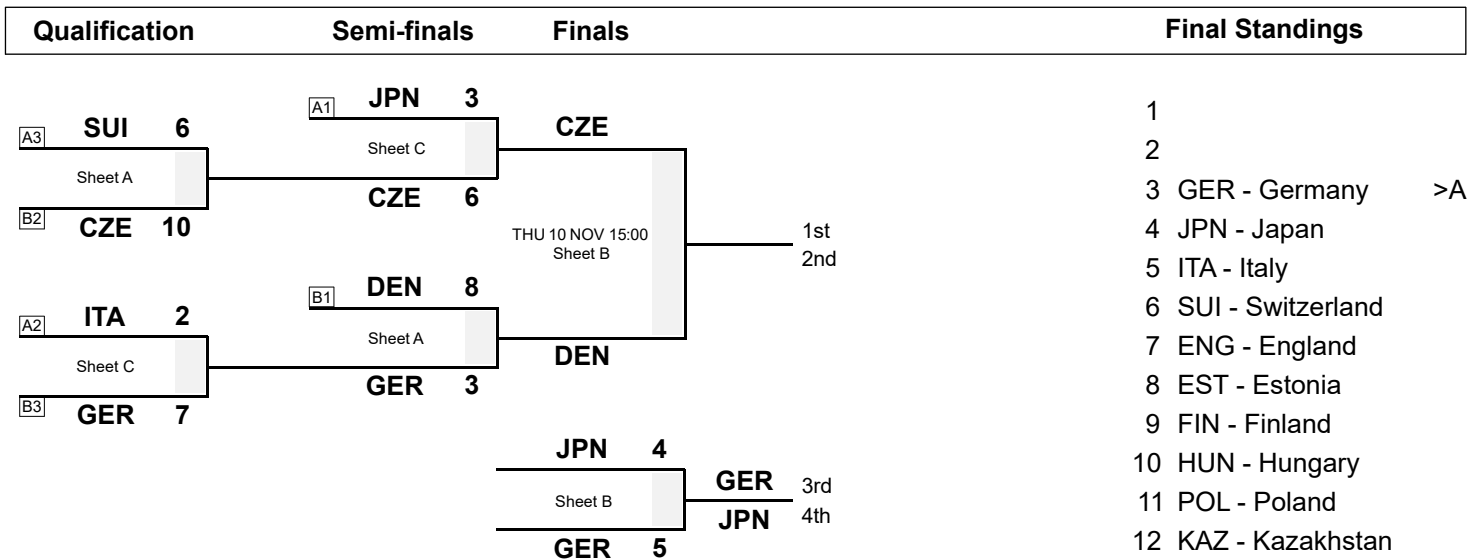 Qualification Semi-finals Finals Final Standings
A1 JPN 3
A3 SUI 6
Sheet C
CZE
Sheet A
CZE 6
B2 CZE 10
THU 10 NOV 15:00
Sheet B
1st
2nd
B1 DEN 8
A2 ITA 2
Sheet A
DEN
Sheet C
GER 3
B3 GER 7
JPN 4
Sheet B
GER 3rd
JPN 4th
GER 5
1
2
3 GER - Germany >A
4 JPN - Japan
5 ITA - Italy
6 SUI - Switzerland
7 ENG - England
8 EST - Estonia
9 FIN - Finland
10 HUN - Hungary
11 POL - Poland
12 KAZ - Kazakhstan